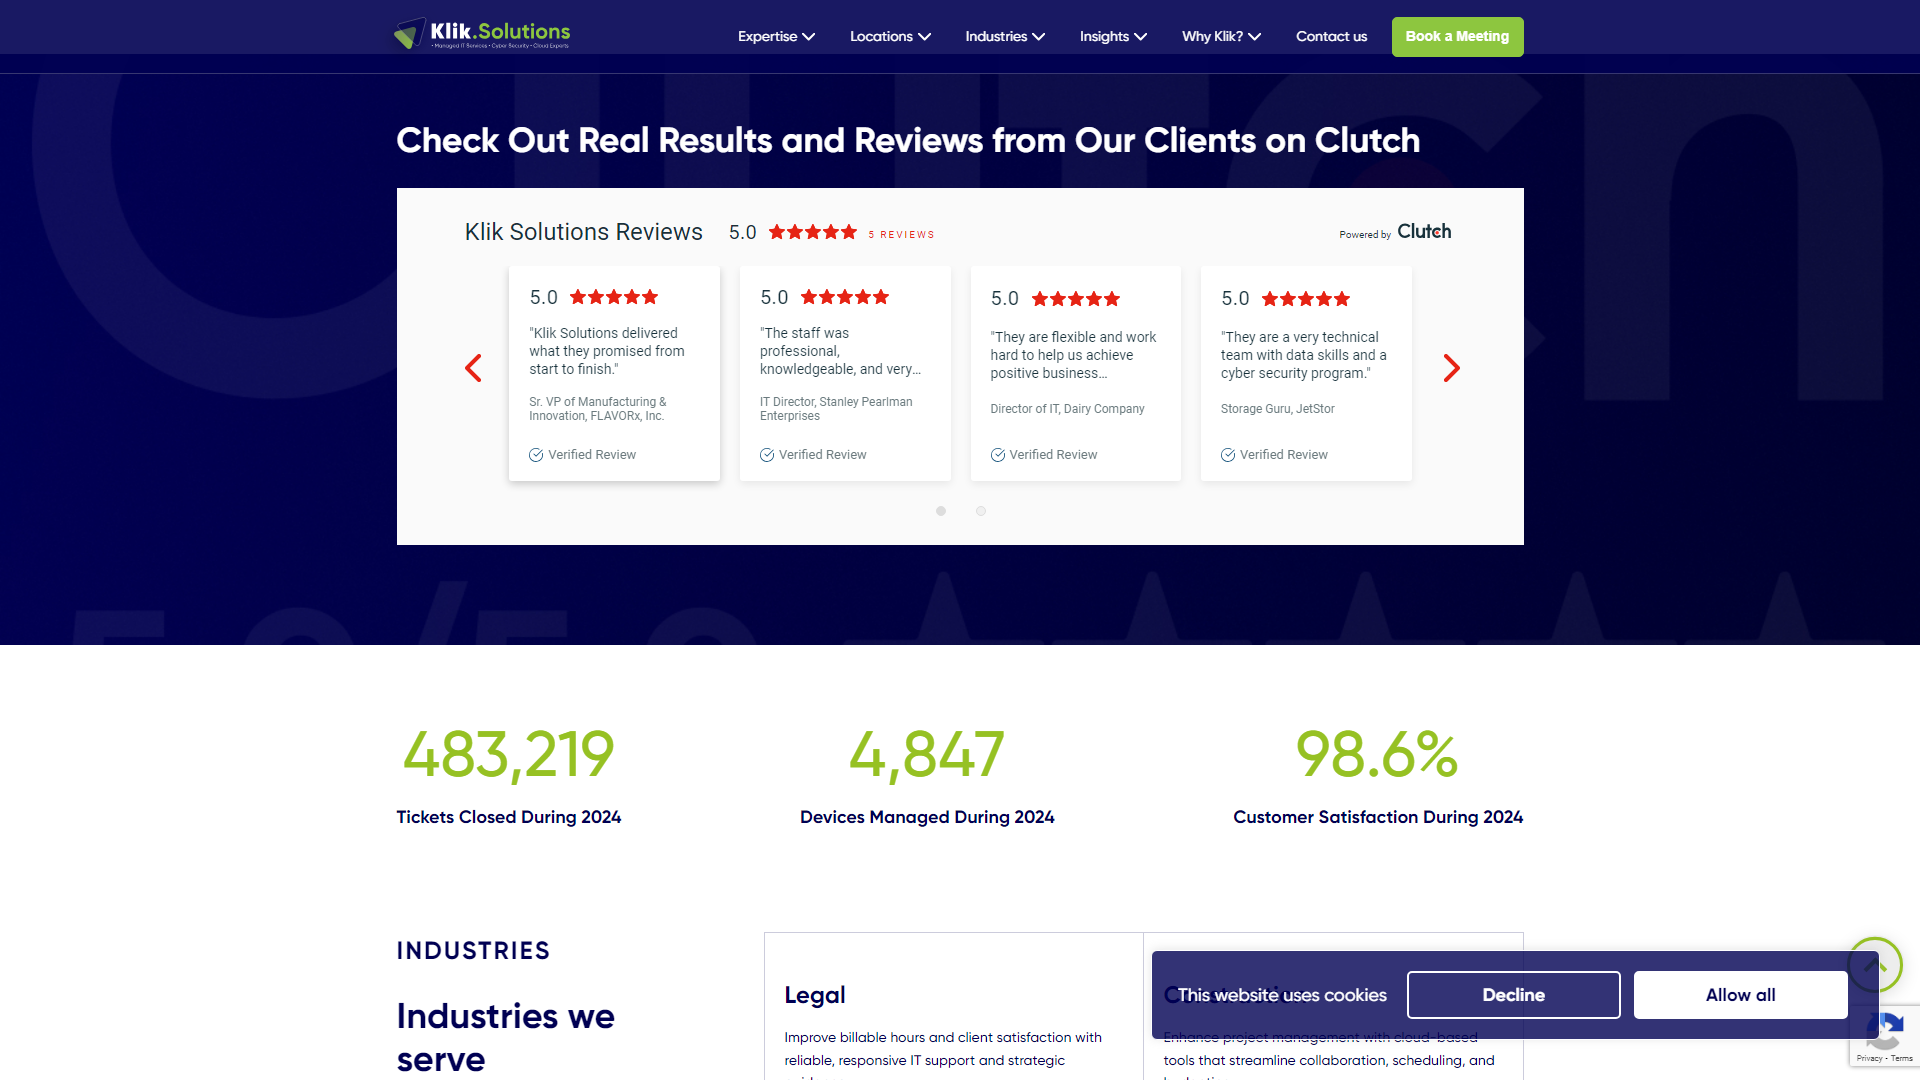 Klik.Solutions
• Managed IT Services • Cyber Security • Cloud Experts
Expertise
Locations
Industries
Insights
Why Klik?
Contact us
Book a Meeting
Check Out Real Results and Reviews from Our Clients on Clutch
Klik Solutions Reviews
5.0
5 REVIEWS
Powered by Clutch
5.0
"Klik Solutions delivered
what they promised from
start to finish."
Sr. VP of Manufacturing &
Innovation, FLAVORx, Inc.
Verified Review
5.0
"The staff was
professional,
knowledgeable, and very...
IT Director, Stanley Pearlman
Enterprises
Verified Review
5.0
"They are flexible and work
hard to help us achieve
positive business...
Director of IT, Dairy Company
Verified Review
5.0
"They are a very technical
team with data skills and a
cyber security program."
Storage Guru, JetStor
Verified Review
483,219
Tickets Closed During 2024
4,847
Devices Managed During 2024
98.6%
Customer Satisfaction During 2024
INDUSTRIES
Industries we
serve
Legal
Improve billable hours and client satisfaction with
reliable, responsive IT support and strategic
Enhance project management with cloud-based
tools that streamline collaboration, scheduling, and
This website uses cookies
Decline
Allow all
Privacy - Terms